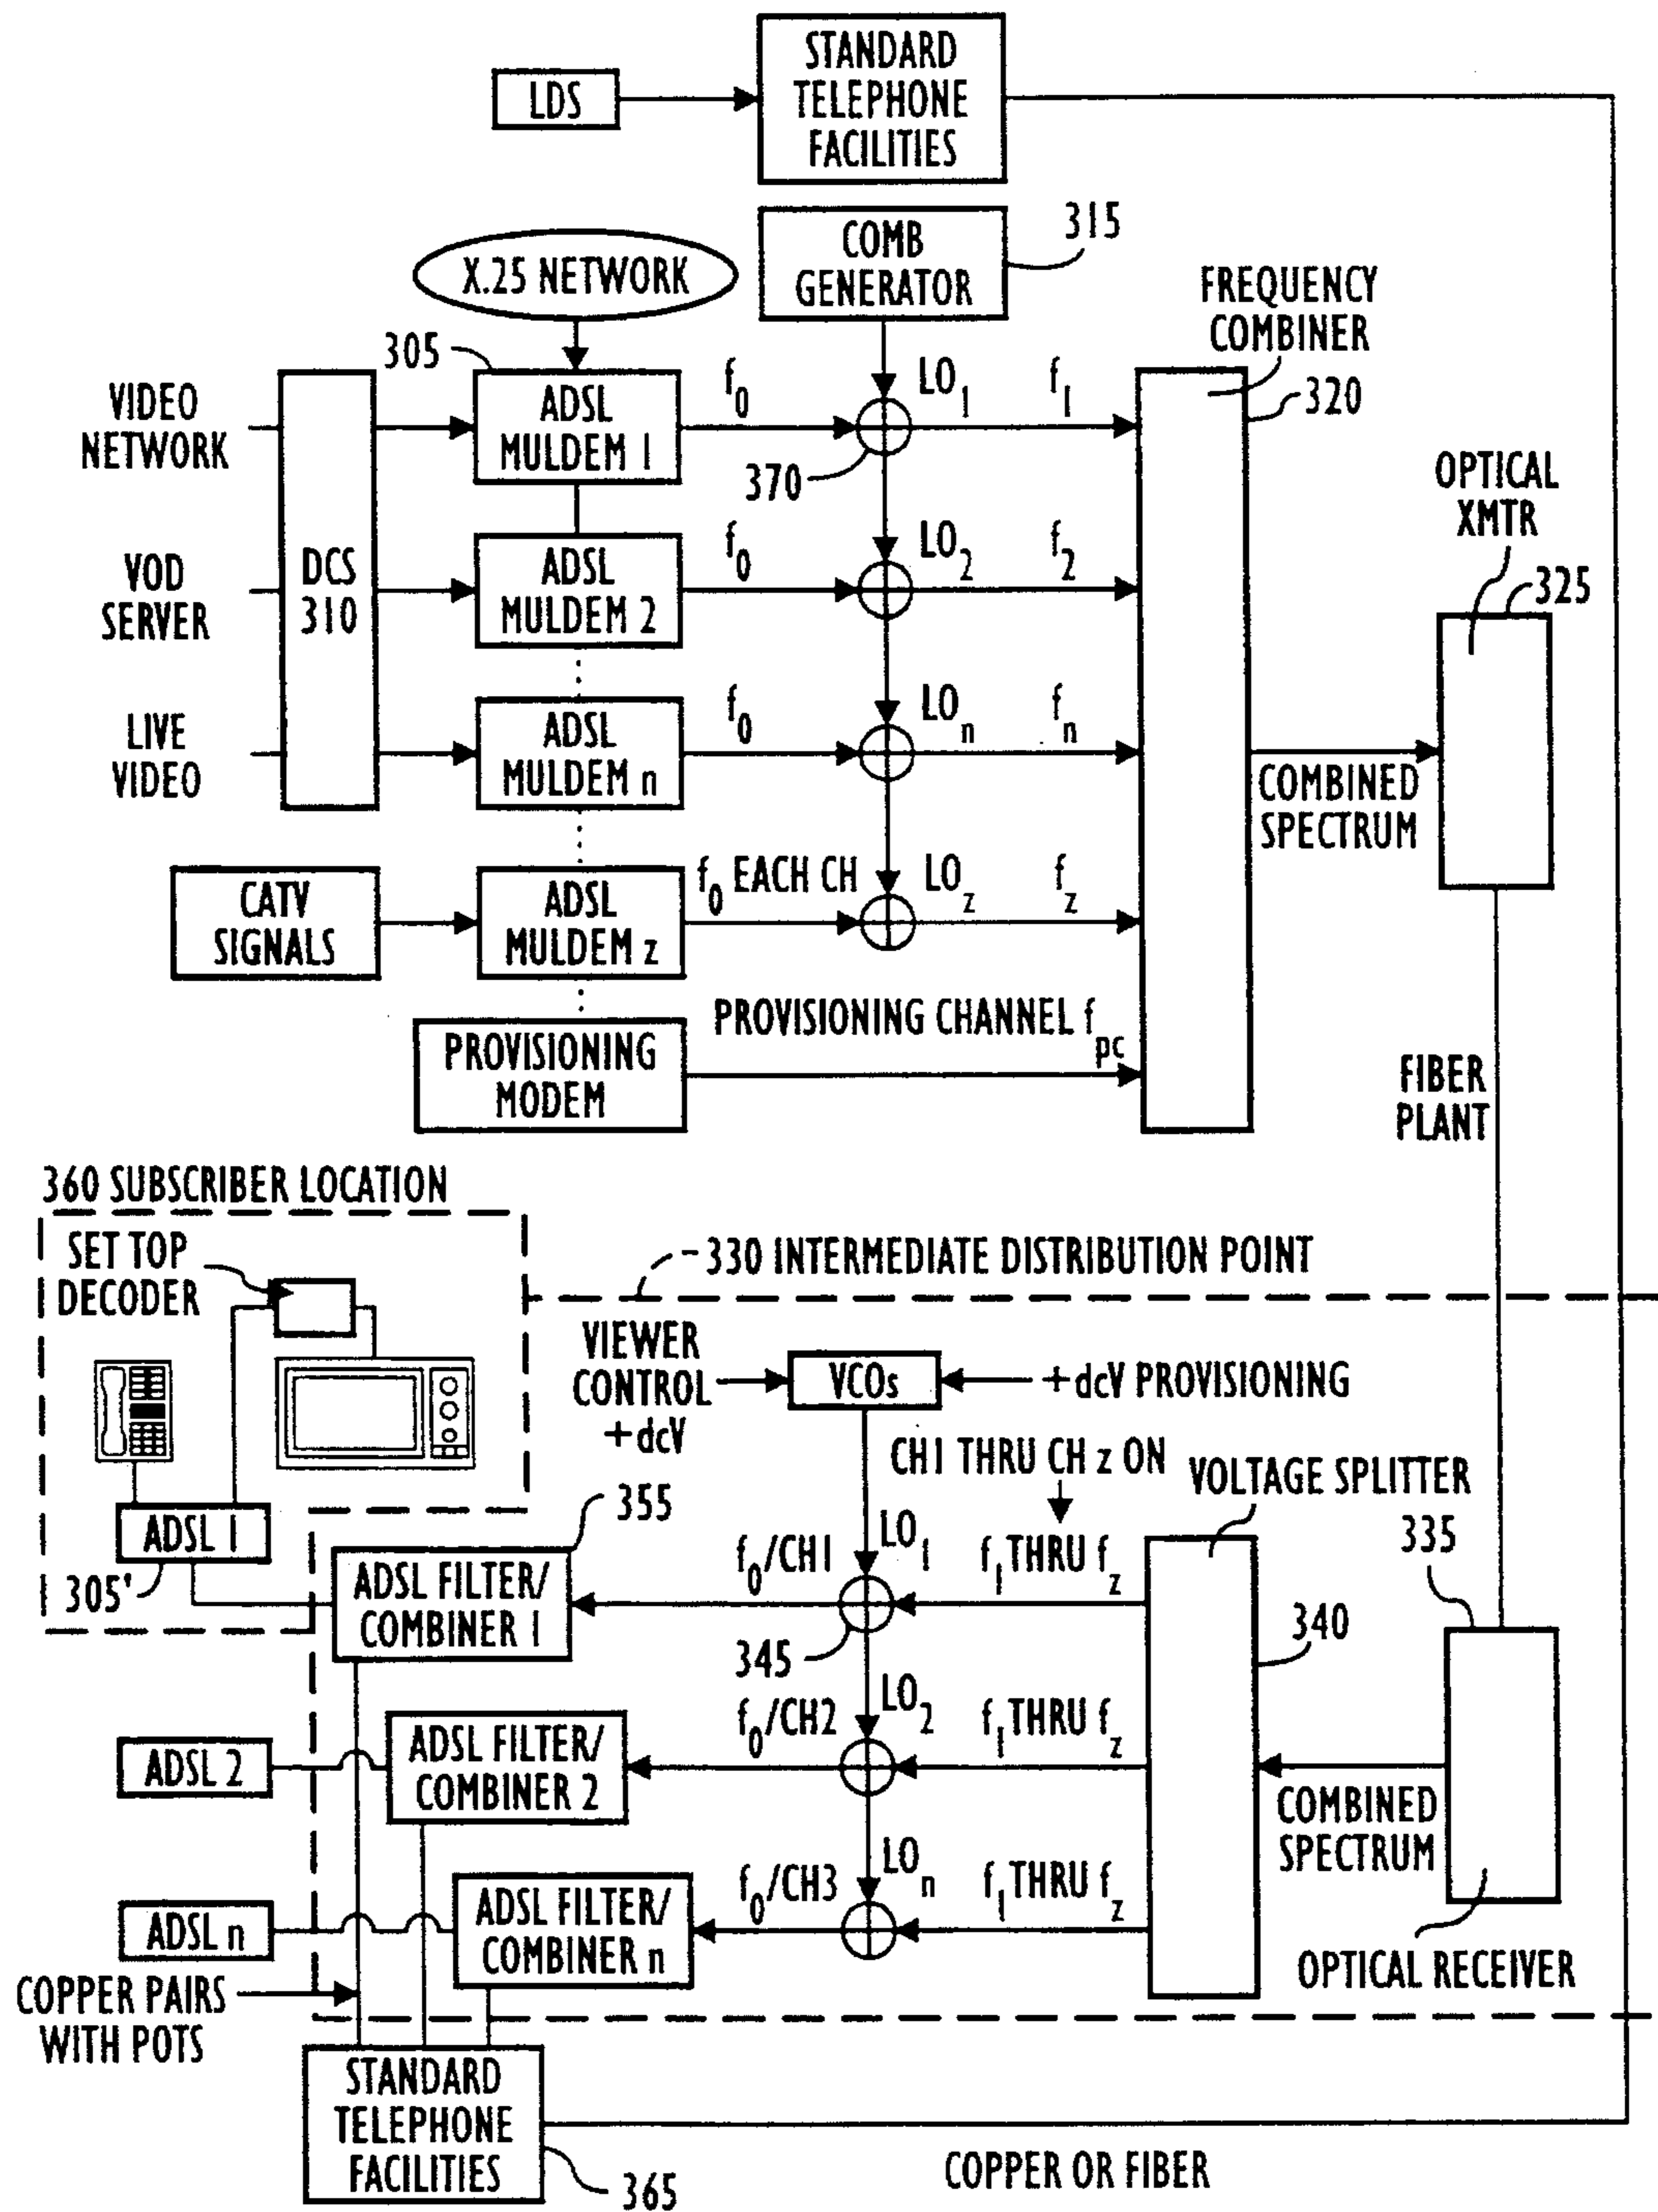 STANDARD
TELEPHONE
FACILITIES
LDS
COMB
GENERATOR
315
X.25 NETWORK
FREQUENCY
COMBINER
305
320
VIDEO
NETWORK
ADSL
MULDEM 1
f0
LO1
f1
370
OPTICAL
XMTR
325
VOD
SERVER
DCS
310
ADSL
MULDEM 2
f0
LO2
f2
LIVE
VIDEO
ADSL
MULDEM n
f0
LOn
fn
COMBINED
SPECTRUM
CATV
SIGNALS
ADSL
MULDEM z
f0 EACH CH
LOz
fz
PROVISIONING
MODEM
PROVISIONING CHANNEL fpc
FIBER
PLANT
360 SUBSCRIBER LOCATION
SET TOP
DECODER
330 INTERMEDIATE DISTRIBUTION POINT
VIEWER
CONTROL
+dcV
VCOs
+dcV PROVISIONING
CH1 THRU CH z ON
VOLTAGE SPLITTER
335
355
ADSL 1
305'
ADSL FILTER/
COMBINER 1
f0/CH1
LO1
f1 THRU fz
345
340
ADSL 2
ADSL FILTER/
COMBINER 2
f0/CH2
LO2
f1 THRU fz
COMBINED
SPECTRUM
ADSL n
ADSL FILTER/
COMBINER n
f0/CH3
LOn
f1 THRU fz
OPTICAL RECEIVER
COPPER PAIRS
WITH POTS
STANDARD
TELEPHONE
FACILITIES
365
COPPER OR FIBER